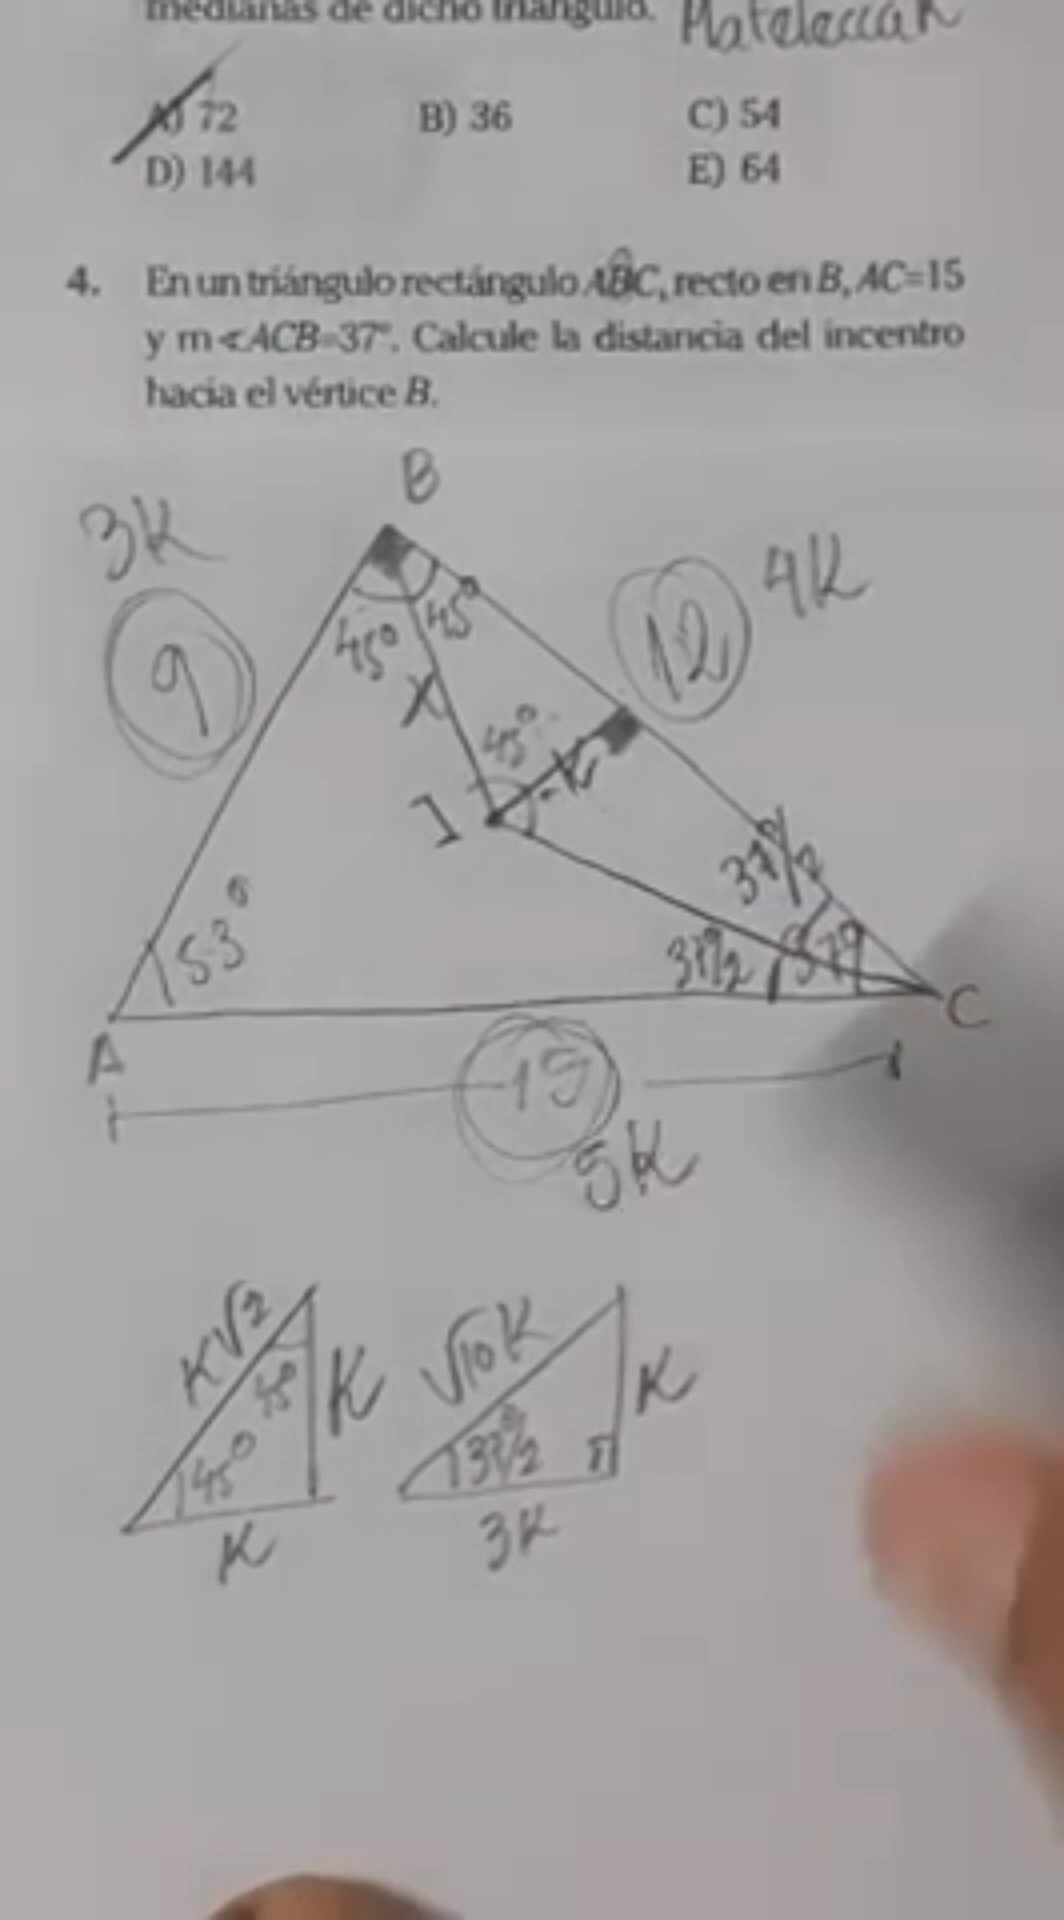 medianas de dicho triángulo. Mateleccan
A) 72 B) 36 C) 54
D) 144 E) 64
4. En un triángulo rectángulo ABC, recto en B, AC=15
y m∢ACB=37°. Calcule la distancia del incentro
hacia el vértice B.
B
3K
4K
9
12
45° 45°
X
45°
K
I
37°/2
53°
37°/2 37°
A
C
15
5K
K√2 45° K √10K K
45° 37°/2
K 3K